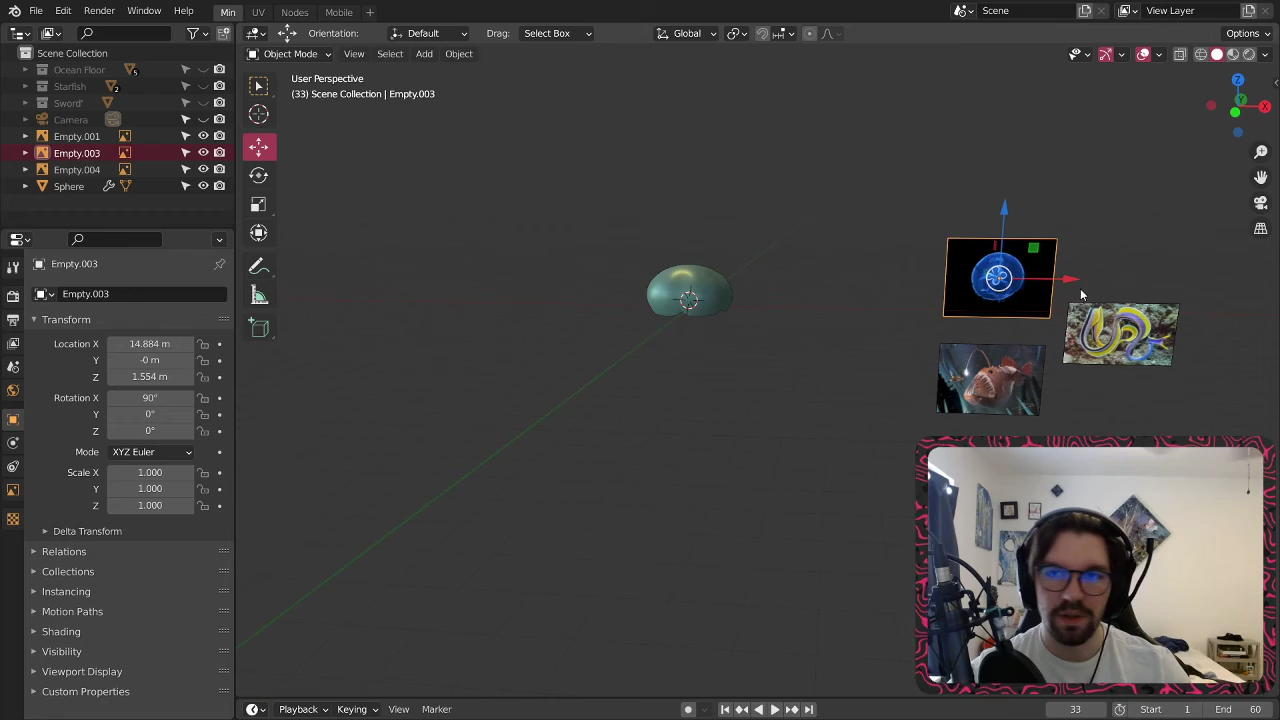 File Edit Render Window Help Min UV Nodes Mobile + Scene View Layer
Orientation: Default Drag: Select Box Global Options
Object Mode View Select Add Object
Scene Collection
Ocean Floor 5
Starfish 2
Sword'
Camera
Empty.001
Empty.003
Empty.004
Sphere
User Perspective
(33) Scene Collection | Empty.003
Z
Y
X
Empty.003
Empty.003
Transform
Location X 14.884 m
Y -0 m
Z 1.554 m
Rotation X 90°
Y 0°
Z 0°
Mode XYZ Euler
Scale X 1.000
Y 1.000
Z 1.000
Delta Transform
Relations
Collections
Instancing
Motion Paths
Shading
Visibility
Viewport Display
Custom Properties
Playback Keying View Marker 33 Start 1 End 60